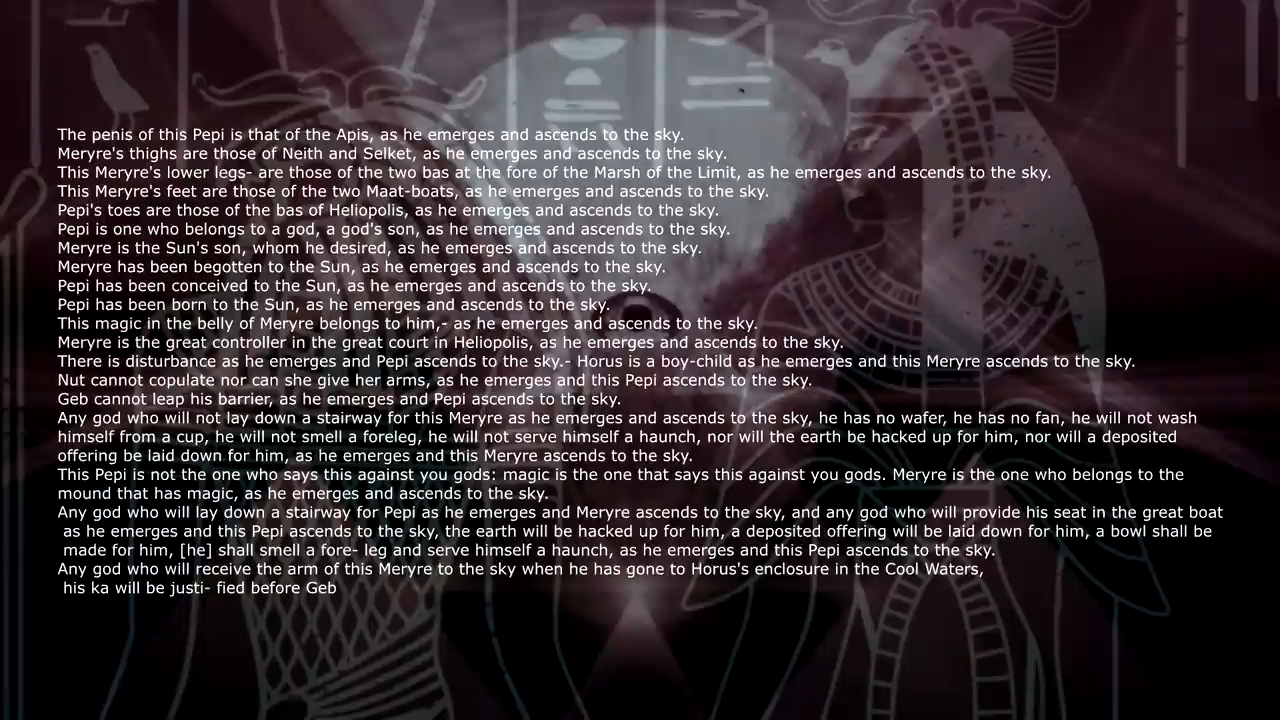 The penis of this Pepi is that of the Apis, as he emerges and ascends to the sky.
Meryre's thighs are those of Neith and Selket, as he emerges and ascends to the sky.
This Meryre's lower legs- are those of the two bas at the fore of the Marsh of the Limit, as he emerges and ascends to the sky.
This Meryre's feet are those of the two Maat-boats, as he emerges and ascends to the sky.
Pepi's toes are those of the bas of Heliopolis, as he emerges and ascends to the sky.
Pepi is one who belongs to a god, a god's son, as he emerges and ascends to the sky.
Meryre is the Sun's son, whom he desired, as he emerges and ascends to the sky.
Meryre has been begotten to the Sun, as he emerges and ascends to the sky.
Pepi has been conceived to the Sun, as he emerges and ascends to the sky.
Pepi has been born to the Sun, as he emerges and ascends to the sky.
This magic in the belly of Meryre belongs to him,- as he emerges and ascends to the sky.
Meryre is the great controller in the great court in Heliopolis, as he emerges and ascends to the sky.
There is disturbance as he emerges and Pepi ascends to the sky.- Horus is a boy-child as he emerges and this Meryre ascends to the sky.
Nut cannot copulate nor can she give her arms, as he emerges and this Pepi ascends to the sky.
Geb cannot leap his barrier, as he emerges and Pepi ascends to the sky.
Any god who will not lay down a stairway for this Meryre as he emerges and ascends to the sky, he has no wafer, he has no fan, he will not wash
himself from a cup, he will not smell a foreleg, he will not serve himself a haunch, nor will the earth be hacked up for him, nor will a deposited
offering be laid down for him, as he emerges and this Meryre ascends to the sky.
This Pepi is not the one who says this against you gods: magic is the one that says this against you gods. Meryre is the one who belongs to the
mound that has magic, as he emerges and ascends to the sky.
Any god who will lay down a stairway for Pepi as he emerges and Meryre ascends to the sky, and any god who will provide his seat in the great boat
as he emerges and this Pepi ascends to the sky, the earth will be hacked up for him, a deposited offering will be laid down for him, a bowl shall be
made for him, [he] shall smell a fore- leg and serve himself a haunch, as he emerges and this Pepi ascends to the sky.
Any god who will receive the arm of this Meryre to the sky when he has gone to Horus's enclosure in the Cool Waters,
his ka will be justi- fied before Geb